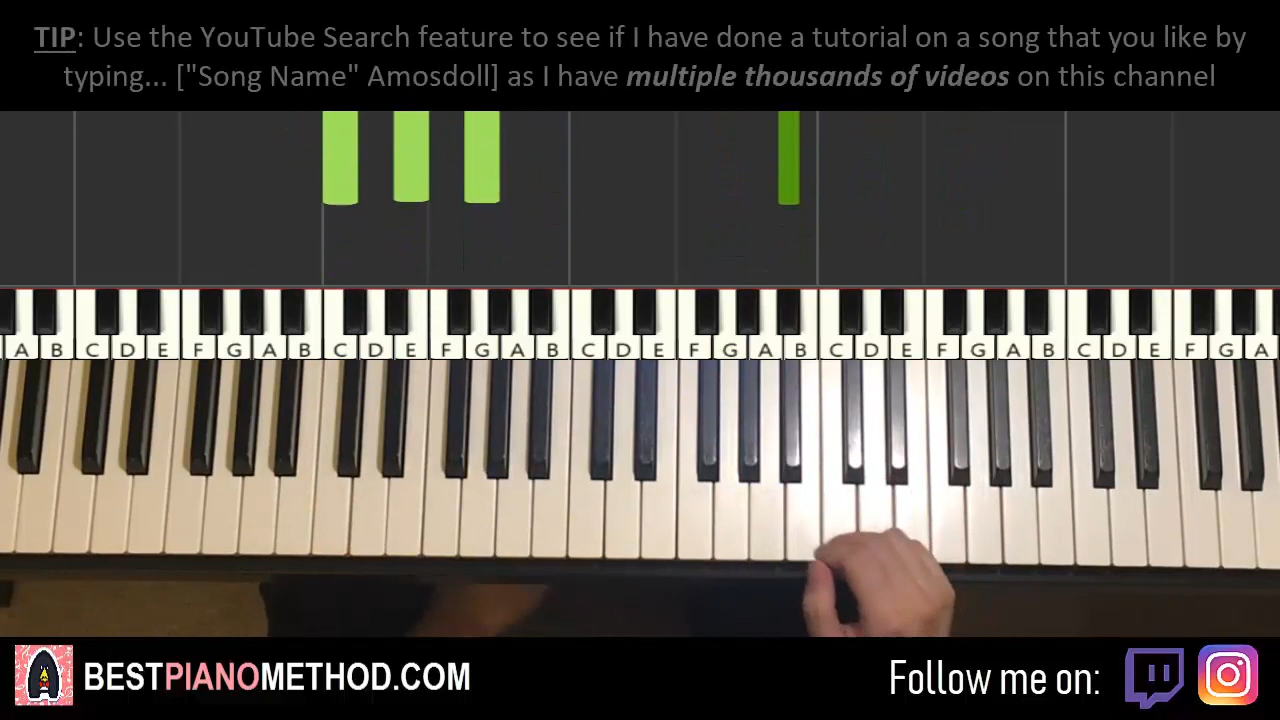 TIP: Use the YouTube Search feature to see if I have done a tutorial on a song that you like by
typing... ["Song Name" Amosdoll] as I have multiple thousands of videos on this channel
A B C D E F G A B C D E F G A B C D E F G A B C D E F G A B C D E F G A
BESTPIANOMETHOD.COM
Follow me on: